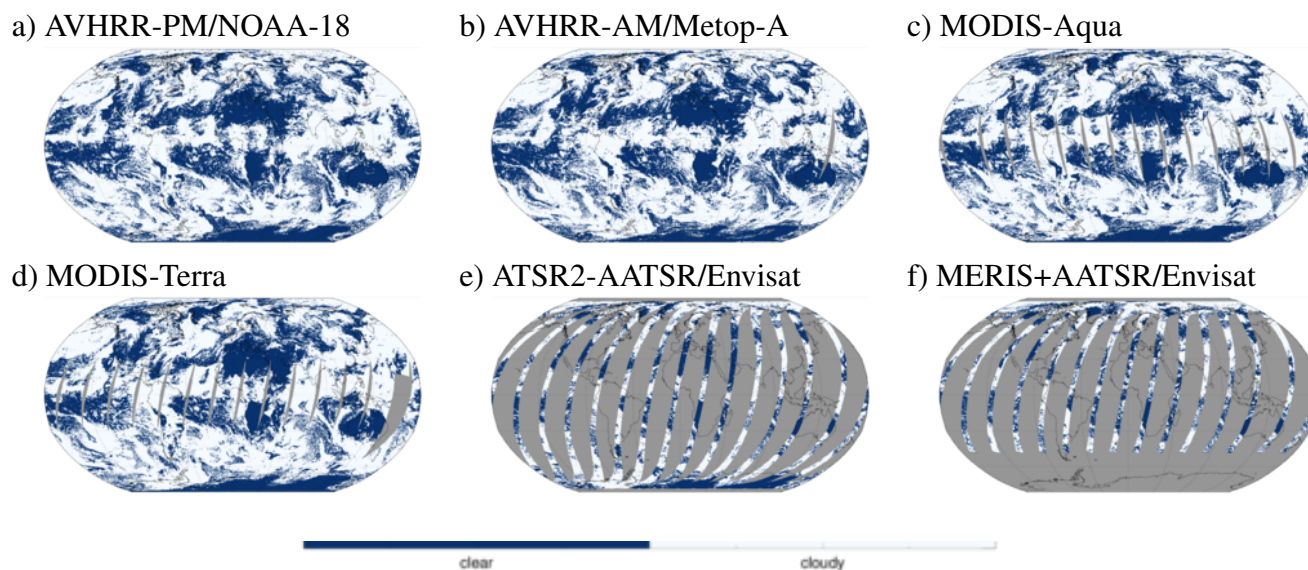 a) AVHRR-PM/NOAA-18
b) AVHRR-AM/Metop-A
c) MODIS-Aqua
d) MODIS-Terra
e) ATSR2-AATSR/Envisat
f) MERIS+AATSR/Envisat
clear
cloudy